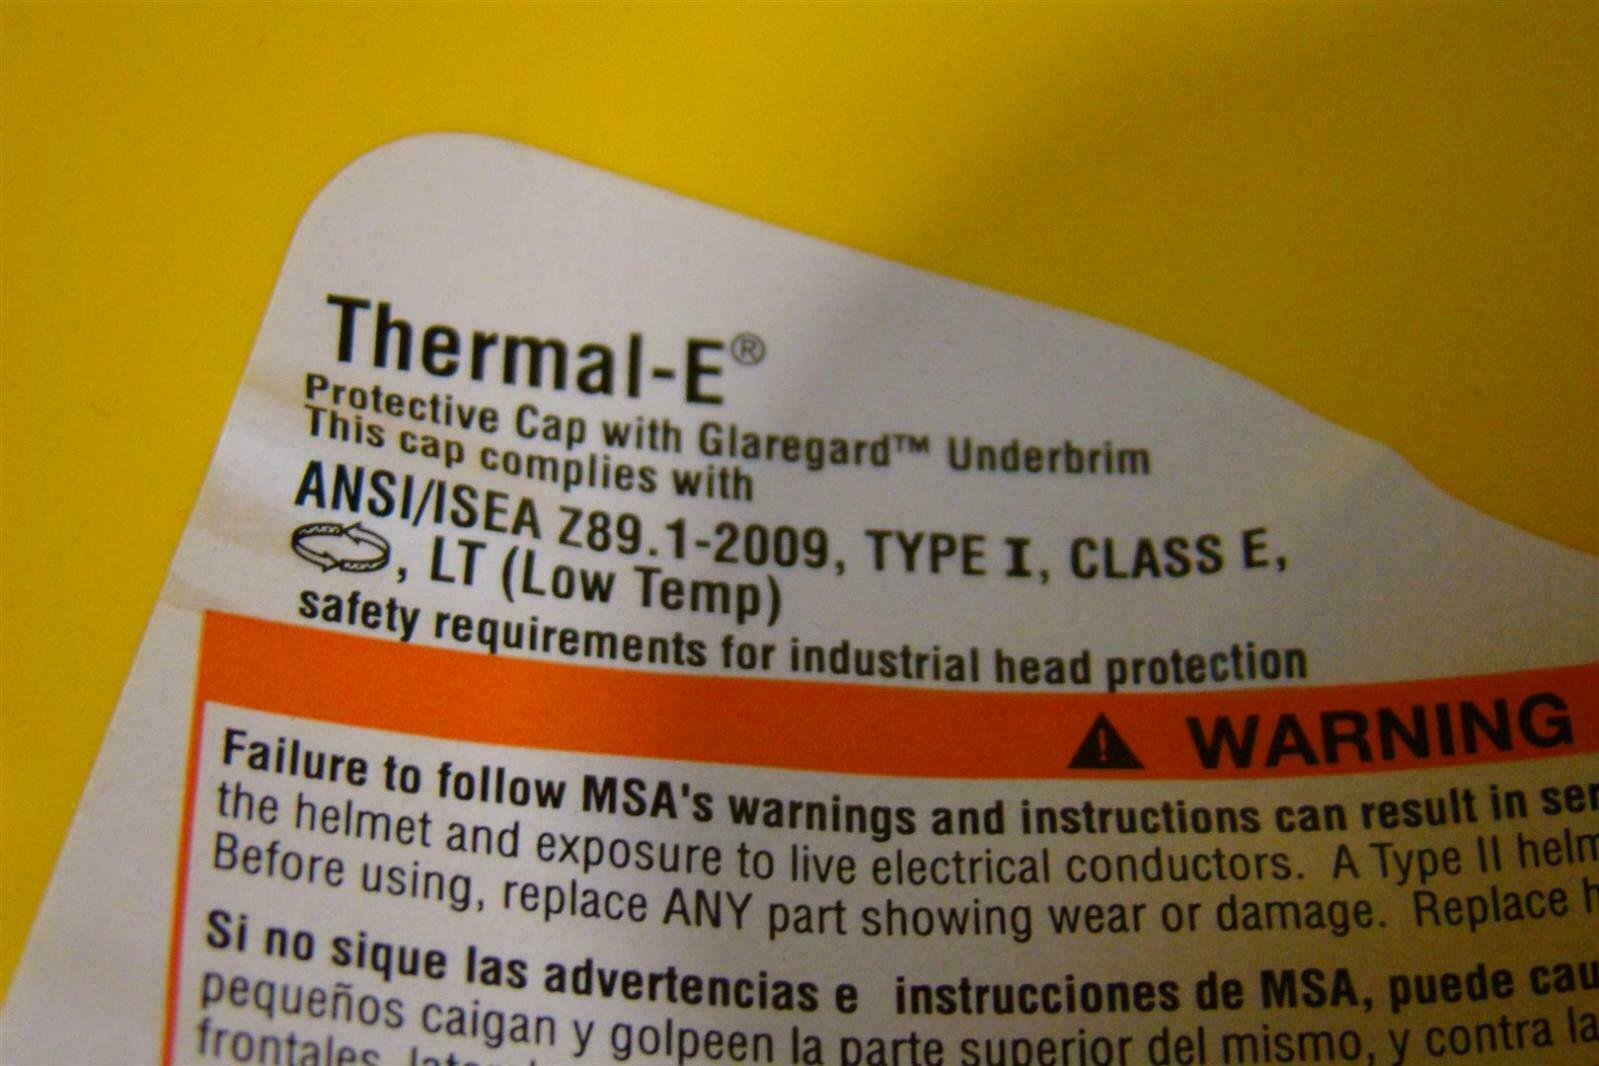 Thermal-E®
Protective Cap with Glaregard™ Underbrim
This cap complies with
ANSI/ISEA Z89.1-2009, TYPE I, CLASS E,
, LT (Low Temp)
safety requirements for industrial head protection
WARNING
Failure to follow MSA's warnings and instructions can result in ser
the helmet and exposure to live electrical conductors. A Type II helm
Before using, replace ANY part showing wear or damage. Replace h
Si no sique las advertencias e instrucciones de MSA, puede cau
pequeños caigan y golpeen la parte superior del mismo, y contra la
frontales